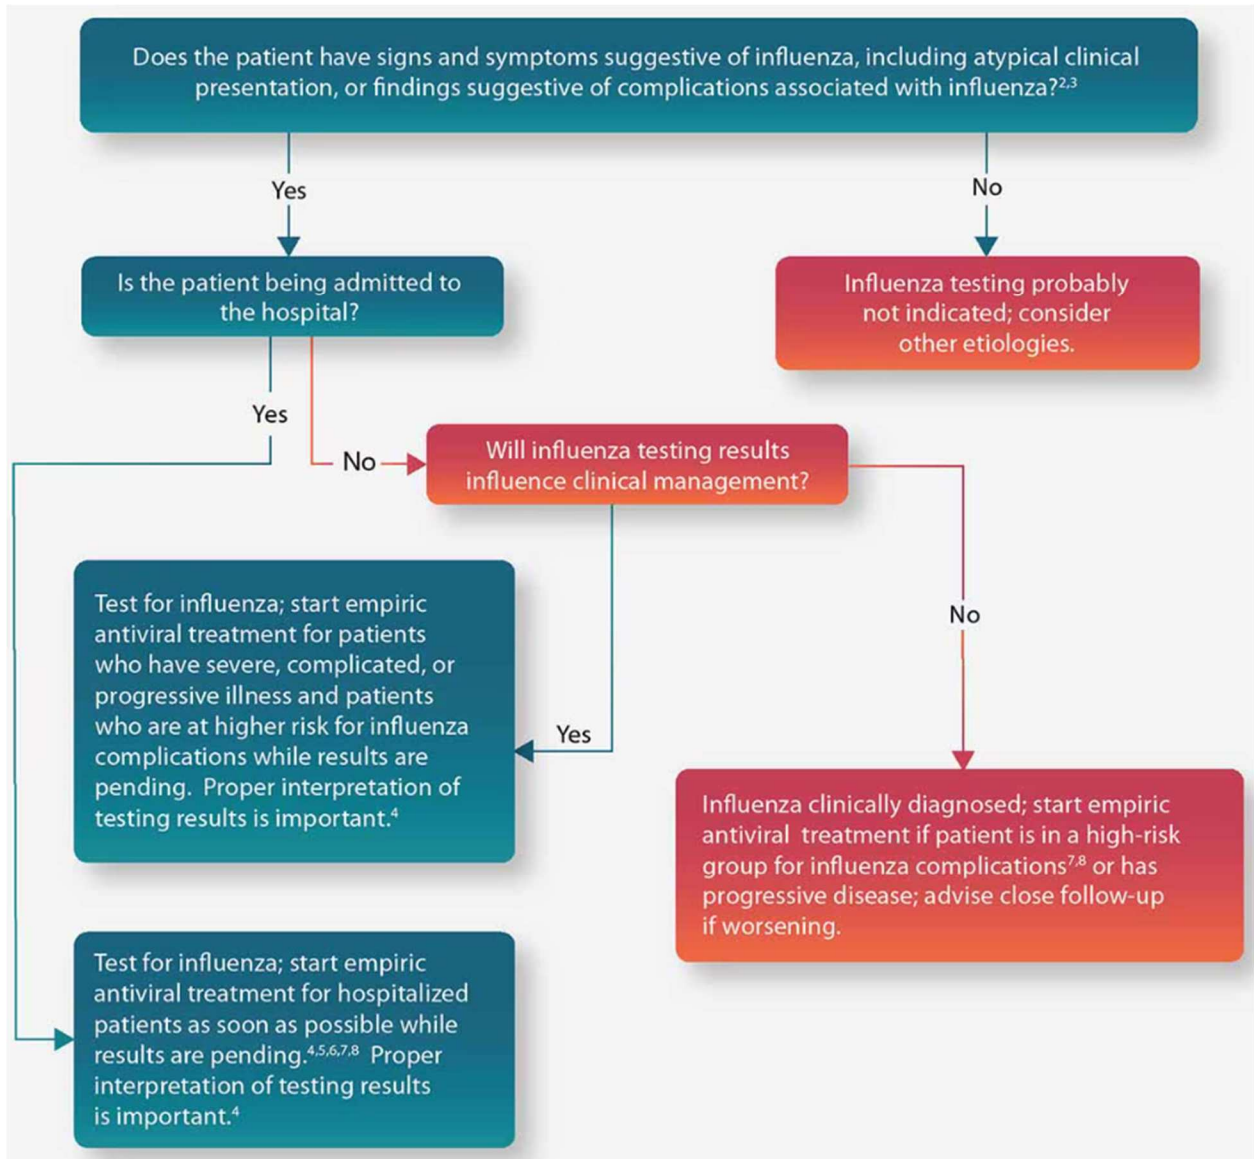 Does the patient have signs and symptoms suggestive of influenza, including atypical clinical
presentation, or findings suggestive of complications associated with influenza?2,3
Yes
No
Is the patient being admitted to
the hospital?
Influenza testing probably
not indicated; consider
other etiologies.
Yes
No
Will influenza testing results
influence clinical management?
Test for influenza; start empiric
antiviral treatment for patients
who have severe, complicated, or
progressive illness and patients
who are at higher risk for influenza
complications while results are
pending. Proper interpretation of
testing results is important.4
Yes
No
Influenza clinically diagnosed; start empiric
antiviral treatment if patient is in a high-risk
group for influenza complications7,8 or has
progressive disease; advise close follow-up
if worsening.
Test for influenza; start empiric
antiviral treatment for hospitalized
patients as soon as possible while
results are pending.4,5,6,7,8 Proper
interpretation of testing results
is important.4